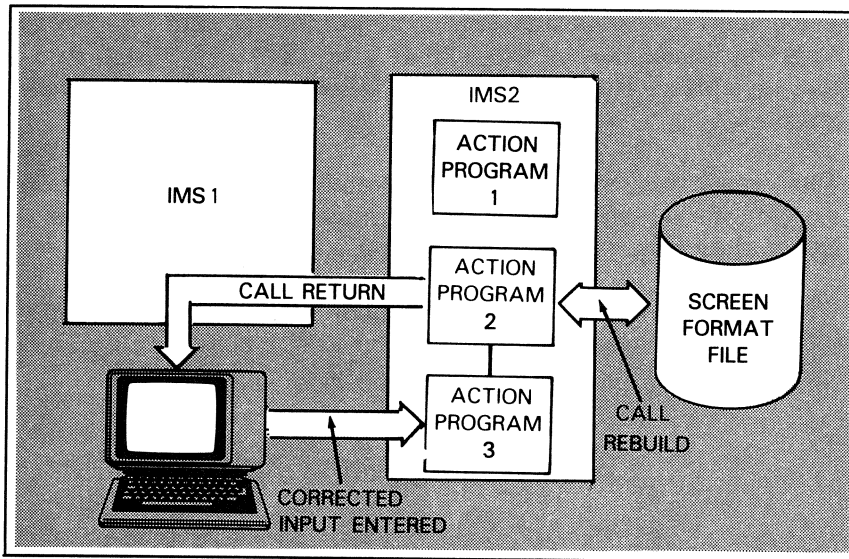 IMS2
ACTION
PROGRAM
1
IMS1
ACTION
PROGRAM
2
CALL RETURN
SCREEN
FORMAT
FILE
ACTION
PROGRAM
3
CALL
REBUILD
CORRECTED
INPUT ENTERED